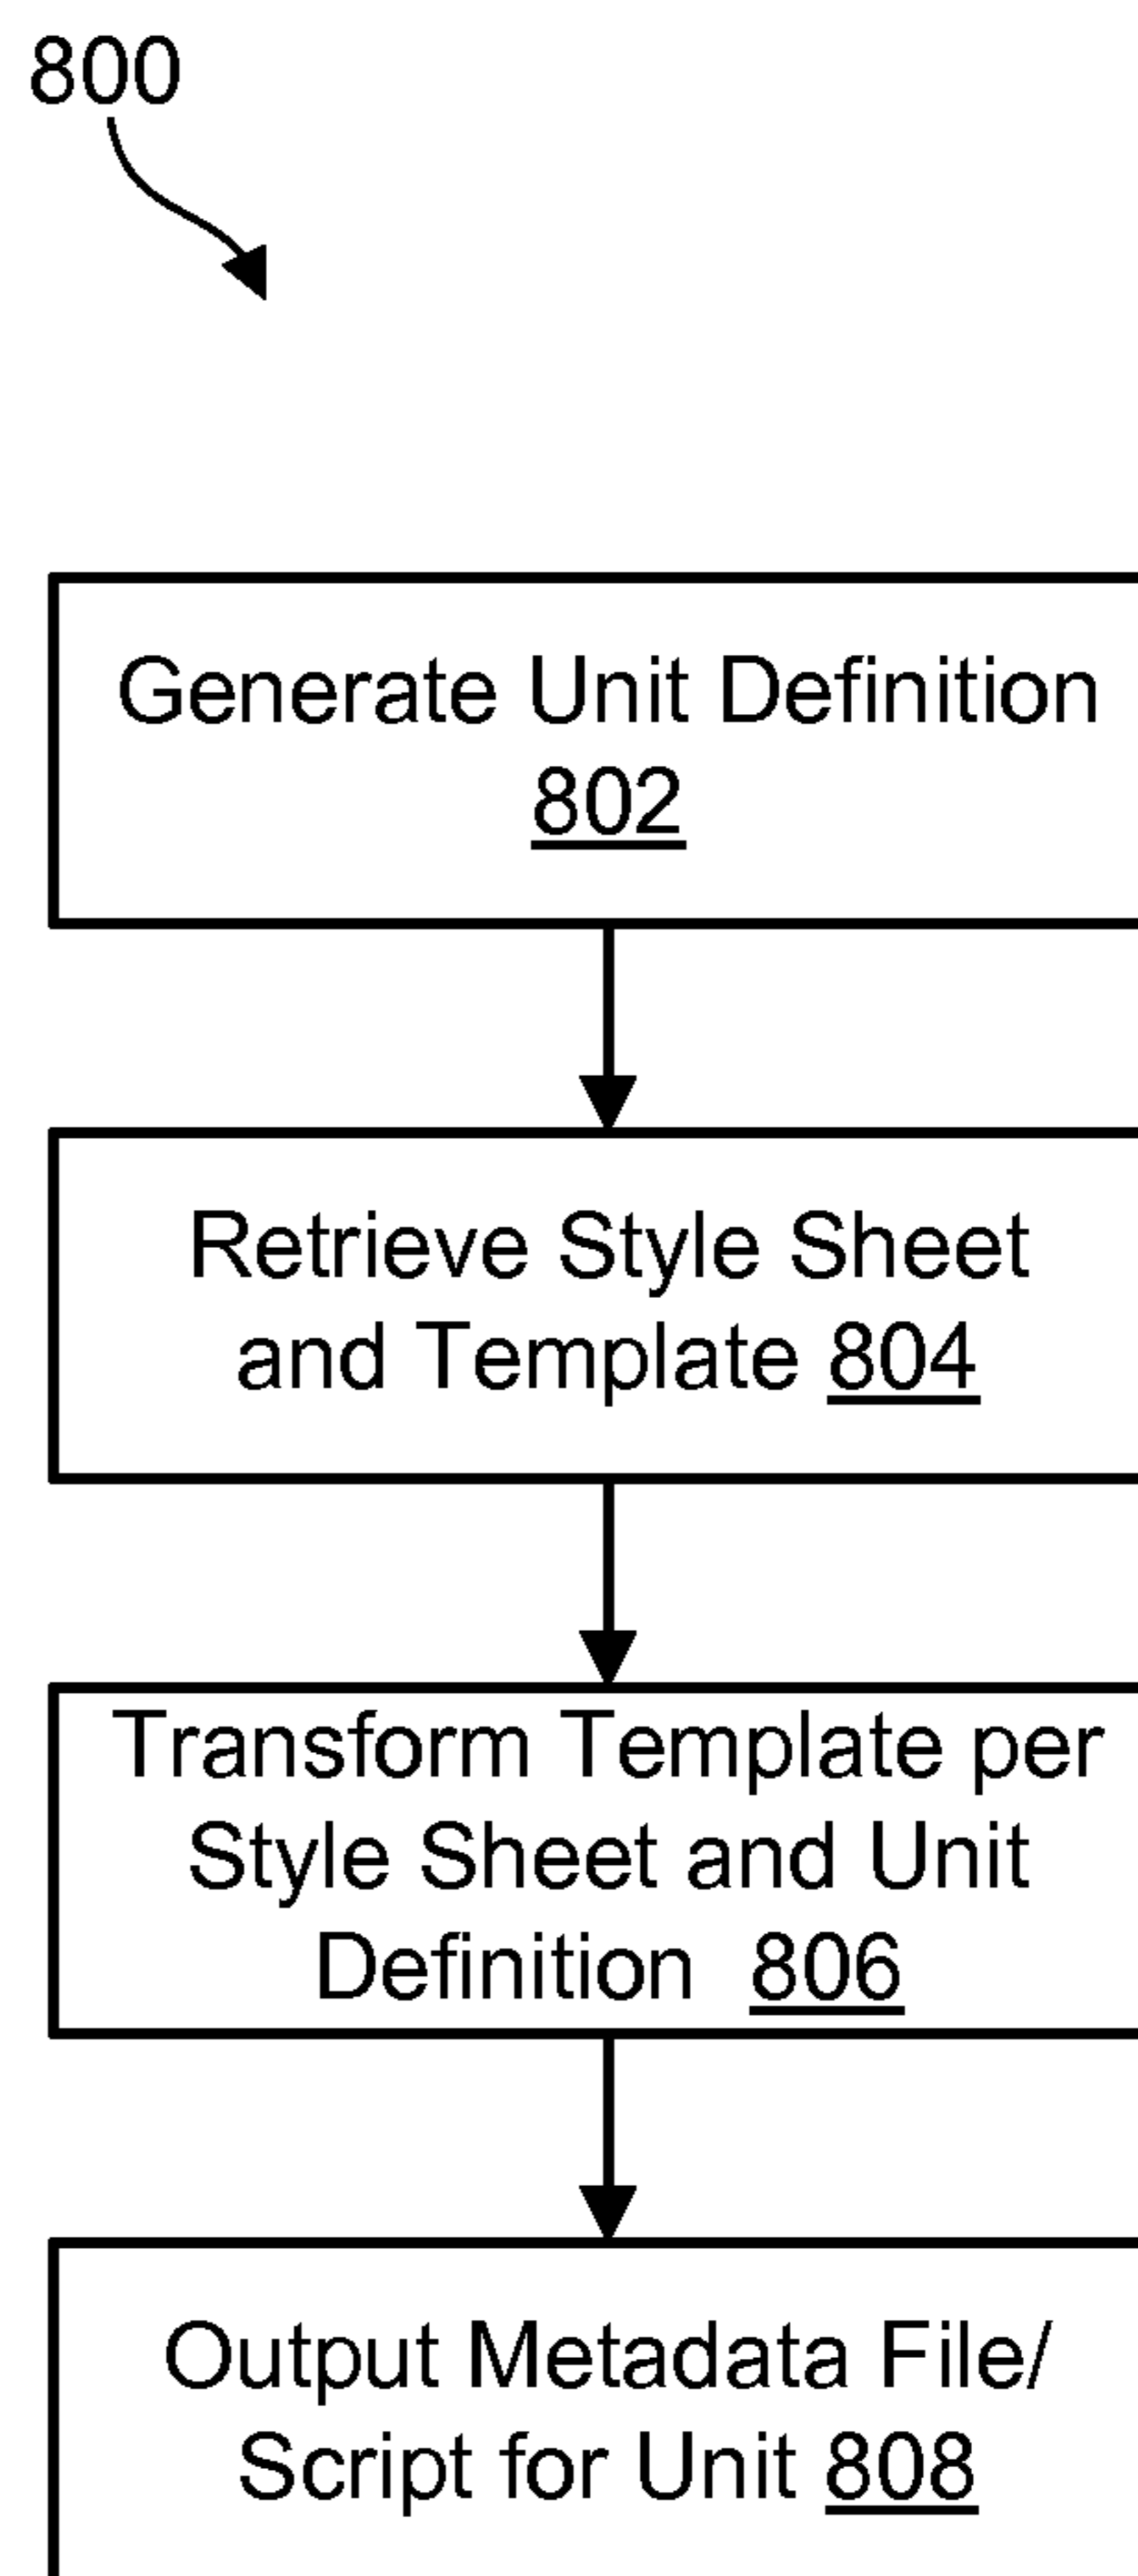 800
Generate Unit Definition
802
Retrieve Style Sheet
and Template 804
Transform Template per
Style Sheet and Unit
Definition 806
Output Metadata File/
Script for Unit 808